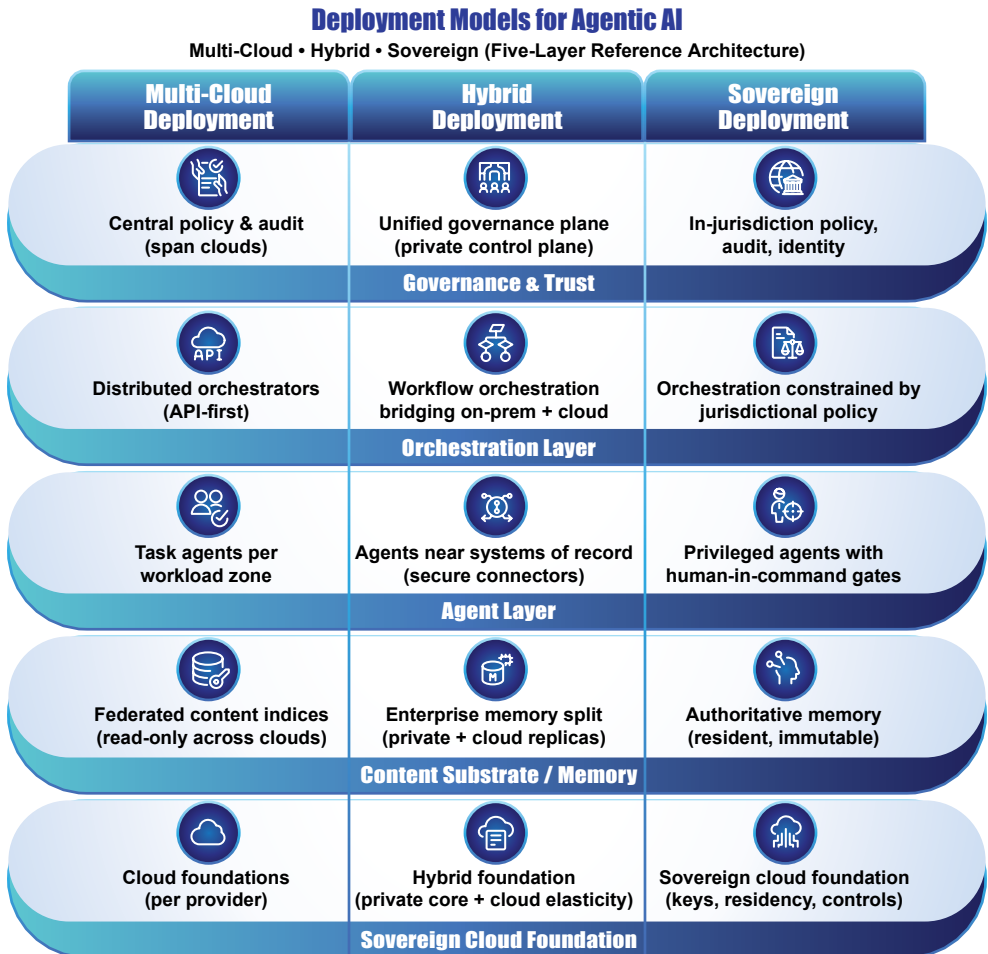 Deployment Models for Agentic AI
Multi-Cloud • Hybrid • Sovereign (Five-Layer Reference Architecture)
Multi-Cloud
Deployment
Hybrid
Deployment
Sovereign
Deployment
Central policy & audit
(span clouds)
Unified governance plane
(private control plane)
In-jurisdiction policy,
audit, identity
Governance & Trust
API
Distributed orchestrators
(API-first)
Workflow orchestration
bridging on-prem + cloud
Orchestration constrained by
jurisdictional policy
Orchestration Layer
Task agents per
workload zone
Agents near systems of record
(secure connectors)
Privileged agents with
human-in-command gates
Agent Layer
Federated content indices
(read-only across clouds)
M
Enterprise memory split
(private + cloud replicas)
Authoritative memory
(resident, immutable)
Content Substrate / Memory
Cloud foundations
(per provider)
Hybrid foundation
(private core + cloud elasticity)
Sovereign cloud foundation
(keys, residency, controls)
Sovereign Cloud Foundation